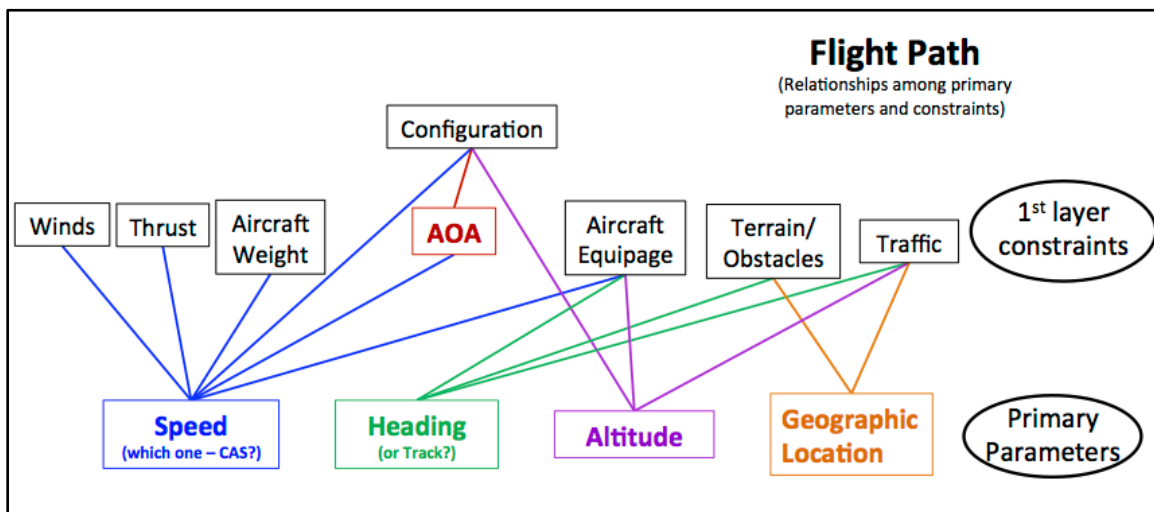 Flight Path
(Relationships among primary
parameters and constraints)
Configuration
Winds
Thrust
Aircraft
Weight
AOA
Aircraft
Equipage
Terrain/
Obstacles
Traffic
1st layer
constraints
Speed
(which one – CAS?)
Heading
(or Track?)
Altitude
Geographic
Location
Primary
Parameters